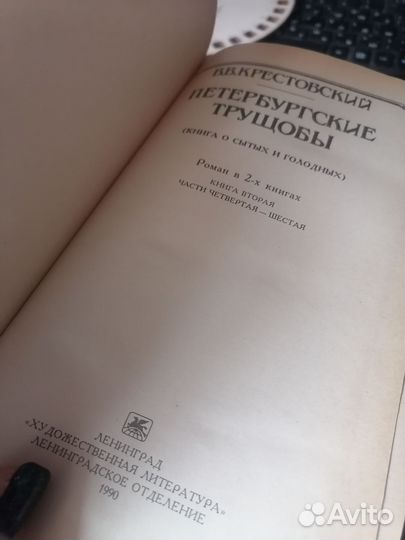 В.В.КРЕСТОВСКИЙ
ПЕТЕРБУРГСКИЕ
ТРУЩОБЫ
(КНИГА О СЫТЫХ И ГОЛОДНЫХ)
Роман в 2-х книгах
КНИГА ВТОРАЯ
ЧАСТИ ЧЕТВЕРТАЯ — ШЕСТАЯ
ЛЕНИНГРАД
«ХУДОЖЕСТВЕННАЯ ЛИТЕРАТУРА»
ЛЕНИНГРАДСКОЕ ОТДЕЛЕНИЕ
1990
Avito